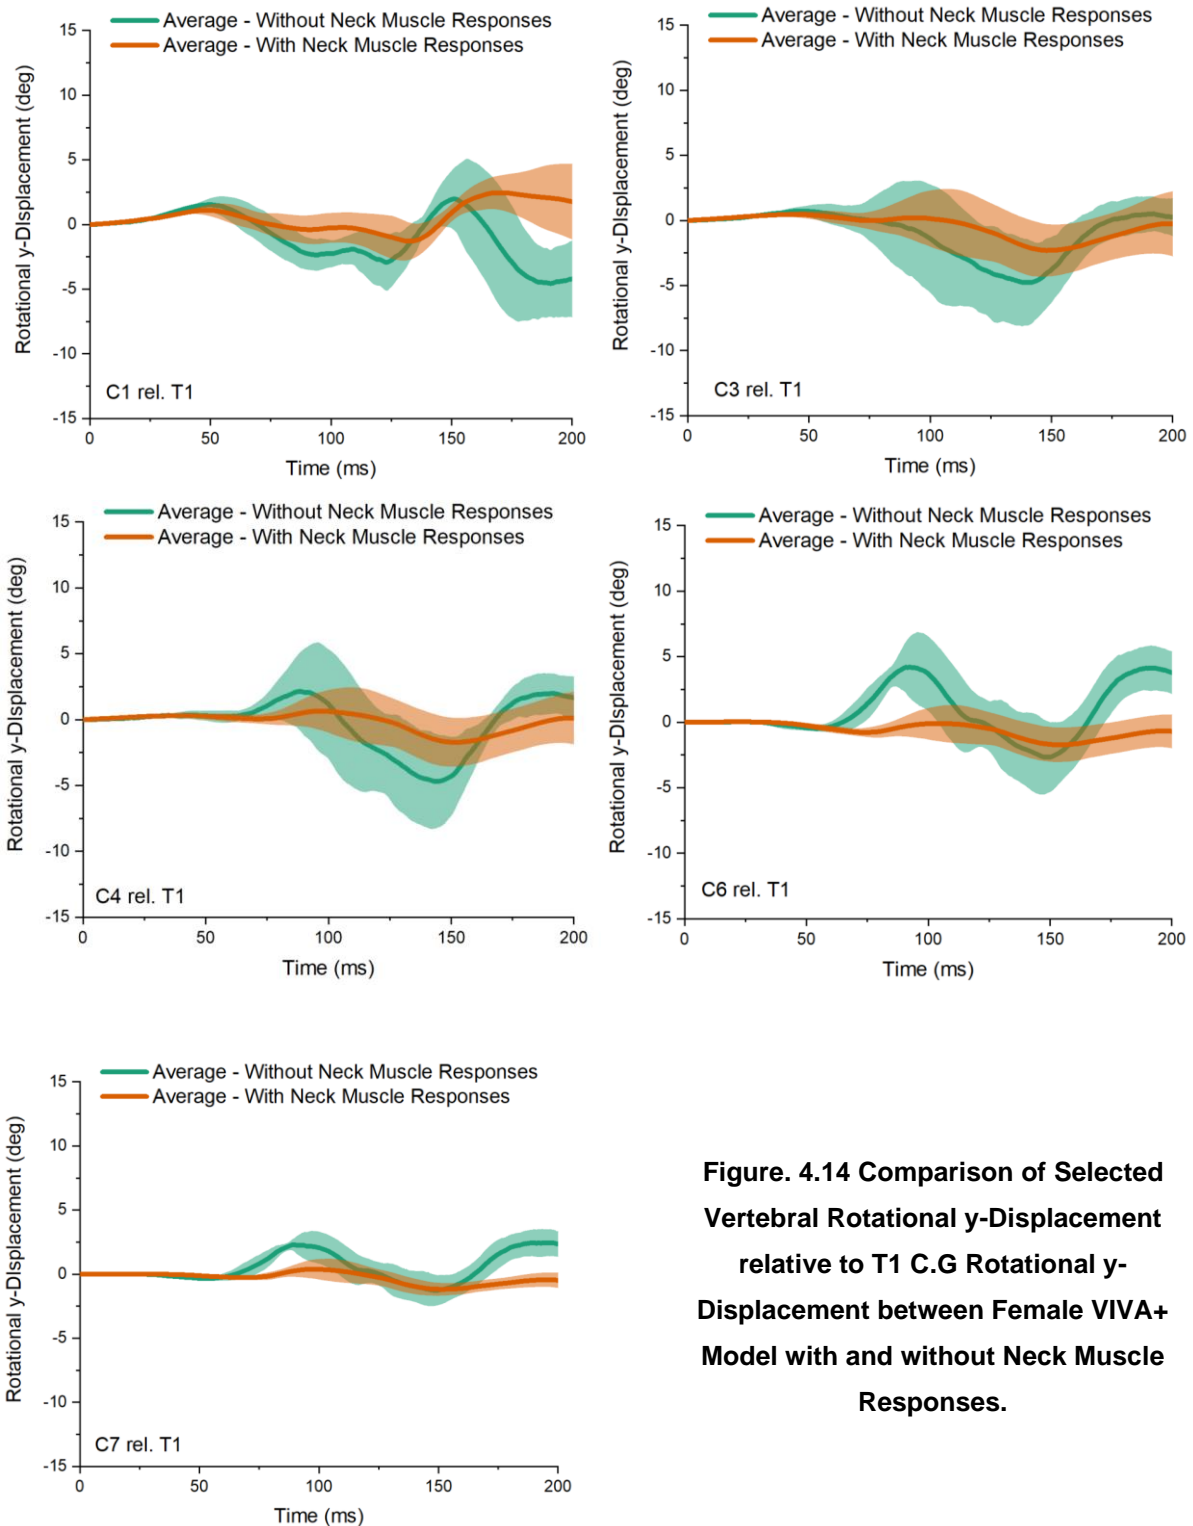 Average - Without Neck Muscle Responses
Average - With Neck Muscle Responses
Rotational y-DIsplacement (deg)
15
10
5
0
-5
-10
-15
C1 rel. T1
0 50 100 150 200
Time (ms)
Average - Without Neck Muscle Responses
Average - With Neck Muscle Responses
Rotational y-DIsplacement (deg)
15
10
5
0
-5
-10
-15
C3 rel. T1
0 50 100 150 200
Time (ms)
Average - Without Neck Muscle Responses
Average - With Neck Muscle Responses
Rotational y-DIsplacement (deg)
15
10
5
0
-5
-10
-15
C4 rel. T1
0 50 100 150 200
Time (ms)
Average - Without Neck Muscle Responses
Average - With Neck Muscle Responses
Rotational y-DIsplacement (deg)
15
10
5
0
-5
-10
-15
C6 rel. T1
0 50 100 150 200
Time (ms)
Average - Without Neck Muscle Responses
Average - With Neck Muscle Responses
Rotational y-DIsplacement (deg)
15
10
5
0
-5
-10
-15
C7 rel. T1
0 50 100 150 200
Time (ms)
Figure. 4.14 Comparison of Selected
Vertebral Rotational y-Displacement
relative to T1 C.G Rotational y-
Displacement between Female VIVA+
Model with and without Neck Muscle
Responses.